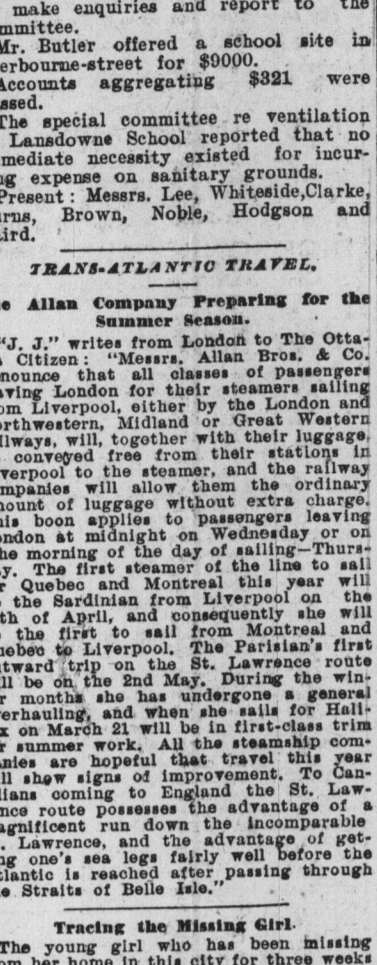 make enquiries and report to the
mmittee.
Mr. Butler offered a school site in
erbourne-street for $9000.
Accounts aggregating $321 were
ssed.
The special committee re ventilation
Lansdowne School reported that no
mediate necessity existed for incur-
ng expense on sanitary grounds.
Present: Messrs. Lee, Whiteside,Clarke,
urns, Brown, Noble, Hodgson and
aird.
TRANS-ATLANTIC TRAVEL.
e Allan Company Preparing for the
Summer Season.
"J. J." writes from London to The Otta-
Citizen: "Messrs. Allan Bros. & Co.
nounce that all classes of passengers
aving London for their steamers sailing
om Liverpool, either by the London and
orthwestern, Midland or Great Western
ilways, will, together with their luggage,
conveyed free from their stations in
verpool to the steamer, and the railway
mpanies will allow them the ordinary
mount of luggage without extra charge.
his boon applies to passengers leaving
ondon at midnight on Wednesday or on
he morning of the day of sailing—Thurs-
y. The first steamer of the line to sail
r Quebec and Montreal this year will
the Sardinian from Liverpool on the
th of April, and consequently she will
the first to sail from Montreal and
uebec to Liverpool. The Parisian's first
tward trip on the St. Lawrence route
ll be on the 2nd May. During the win-
r months she has undergone a general
erhauling, and when she sails for Hali-
x on March 21 will be in first-class trim
r summer work. All the steamship com-
nies are hopeful that travel this year
ll shew signs of improvement. To Can-
dians coming to England the St. Law-
nce route possesses the advantage of a
agnificent run down the incomparable
. Lawrence, and the advantage of get-
ng one's sea legs fairly well before the
tlantic is reached after passing through
e Straits of Belle Isle."
Tracing the Missing Girl.
The young girl who has been missing
om her home in this city for three weeks